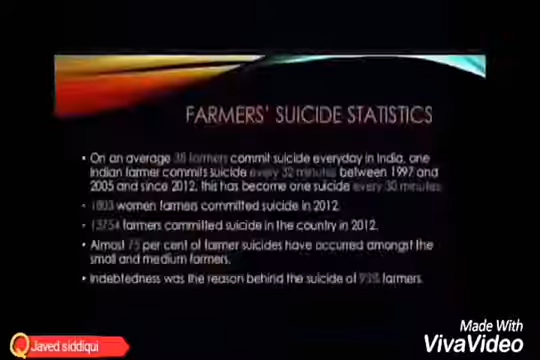 FARMERS' SUICIDE STATISTICS
• On an average 38 farmers commit suicide everyday in India, one
Indian farmer commits suicide every 32 minutes between 1997 and
2005 and since 2012, this has become one suicide every 30 minutes
• 1803 women farmers committed suicide in 2012.
• 13754 farmers committed suicide in the country in 2012.
• Almost 75 per cent of farmer suicides have occurred amongst the
small and medium farmers.
• Indebtedness was the reason behind the suicide of 93% farmers.
Javed siddiqui
Made With
VivaVideo